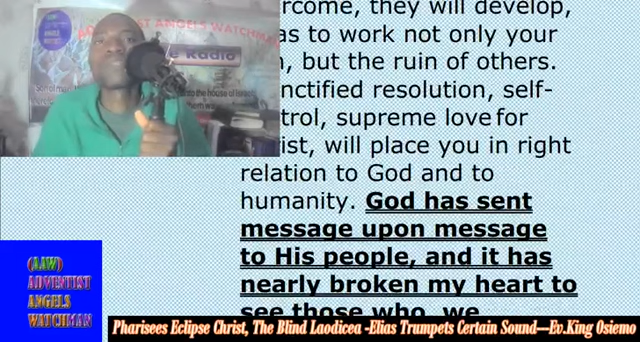 rcome, they will develop,
as to work not only your
, but the ruin of others.
nctified resolution, self-
trol, supreme love for
ist, will place you in right
relation to God and to
humanity. God has sent
message upon message
to His people, and it has
nearly broken my heart to
see those who, we
(AAW)
ADVENTIST
ANGELS
WATCHMAN
Pharisees Eclipse Christ, The Blind Laodicea -Elias Trumpets Certain Sound---Ev.King Osiemo